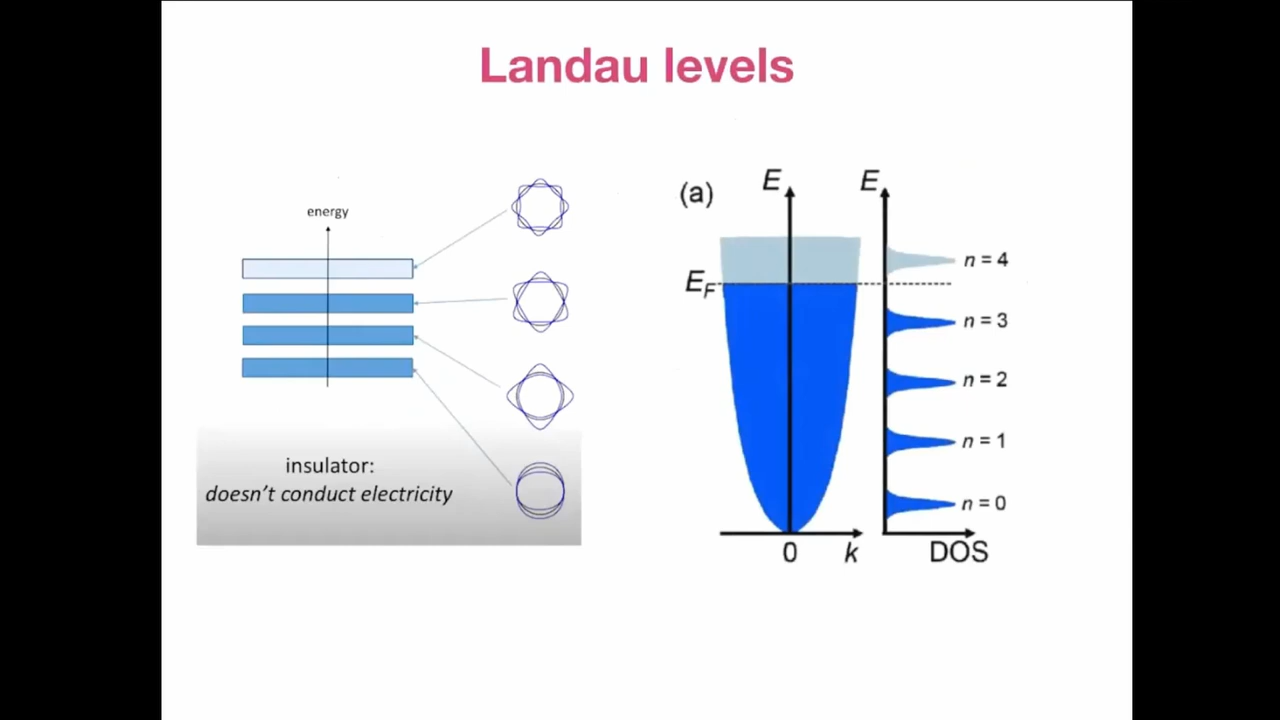 Landau levels
energy
insulator:
doesn't conduct electricity
(a)
E
E
E_F
n = 4
n = 3
n = 2
n = 1
n = 0
0
k
DOS